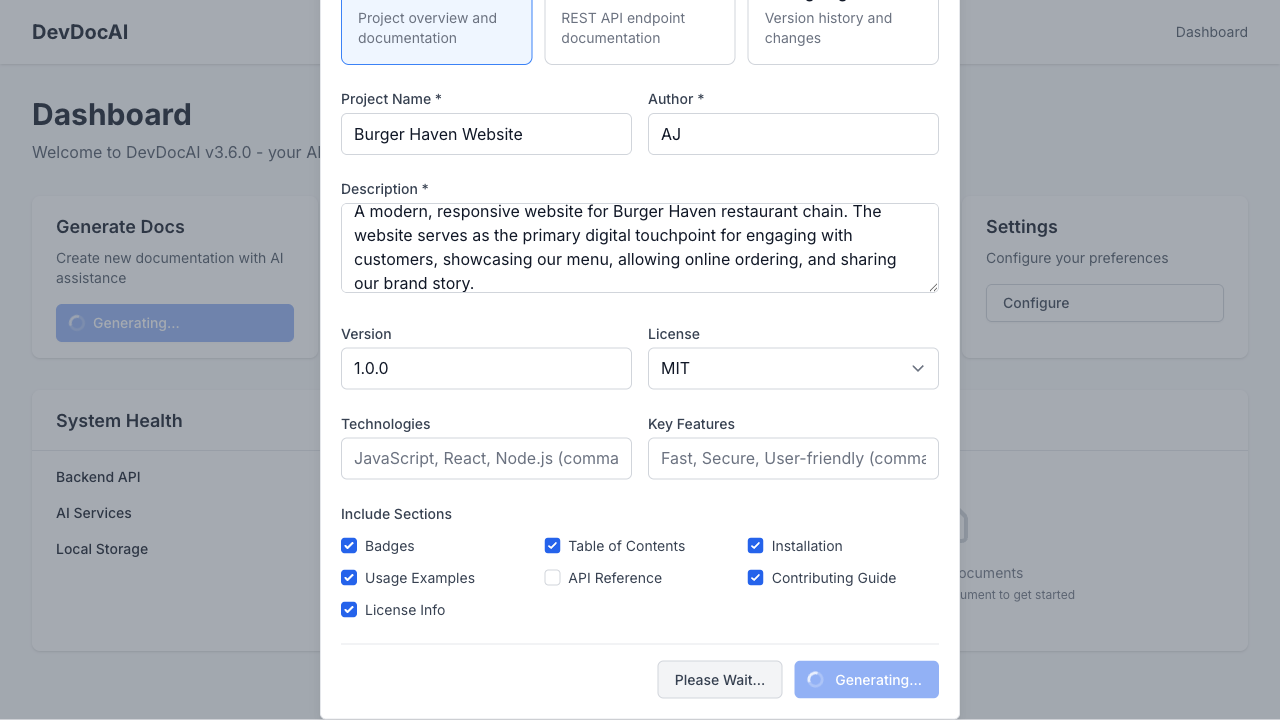 DevDocAI
Dashboard
Project overview and
documentation
REST API endpoint
documentation
Version history and
changes
Dashboard
Welcome to DevDocAI v3.6.0 - your AI
Generate Docs
Create new documentation with AI
assistance
Generating...
Settings
Configure your preferences
Configure
System Health
Backend API
AI Services
Local Storage
Project Name *
Burger Haven Website
Author *
AJ
Description *
A modern, responsive website for Burger Haven restaurant chain. The
website serves as the primary digital touchpoint for engaging with
customers, showcasing our menu, allowing online ordering, and sharing
our brand story.
Version
1.0.0
License
MIT
Technologies
JavaScript, React, Node.js (comma
Key Features
Fast, Secure, User-friendly (comma
Include Sections
Badges
Table of Contents
Installation
Usage Examples
API Reference
Contributing Guide
License Info
Please Wait...
Generating...
ocuments
ument to get started